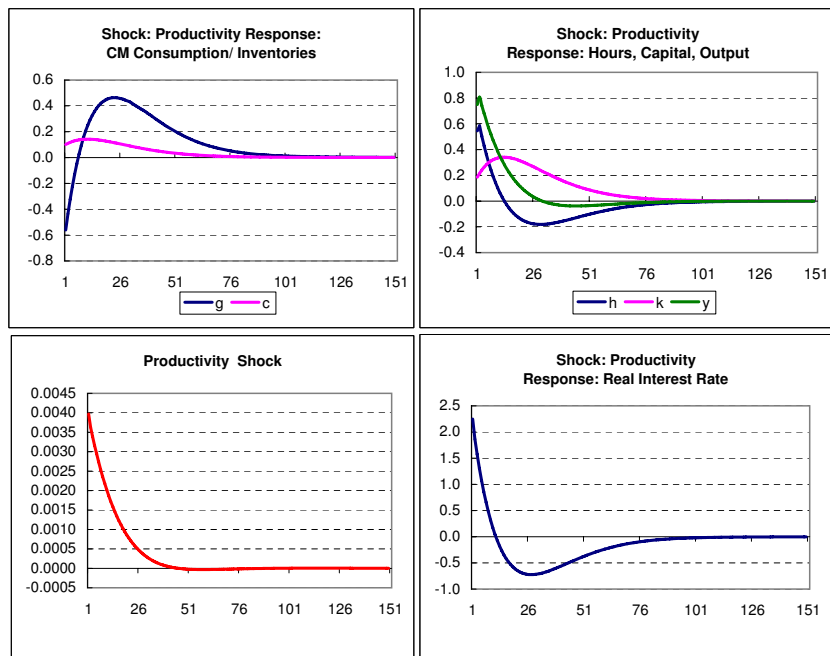 Shock: Productivity Response:
CM Consumption/ Inventories
0.6
0.4
0.2
0.0
-0.2
-0.4
-0.6
-0.8
1 26 51 76 101 126 151
g c
Shock: Productivity
Response: Hours, Capital, Output
1.0
0.8
0.6
0.4
0.2
0.0
-0.2
-0.4
1 26 51 76 101 126 151
h k y
Productivity Shock
0.0045
0.0040
0.0035
0.0030
0.0025
0.0020
0.0015
0.0010
0.0005
0.0000
-0.0005
1 26 51 76 101 126 151
Shock: Productivity
Response: Real Interest Rate
2.5
2.0
1.5
1.0
0.5
0.0
-0.5
-1.0
1 26 51 76 101 126 151